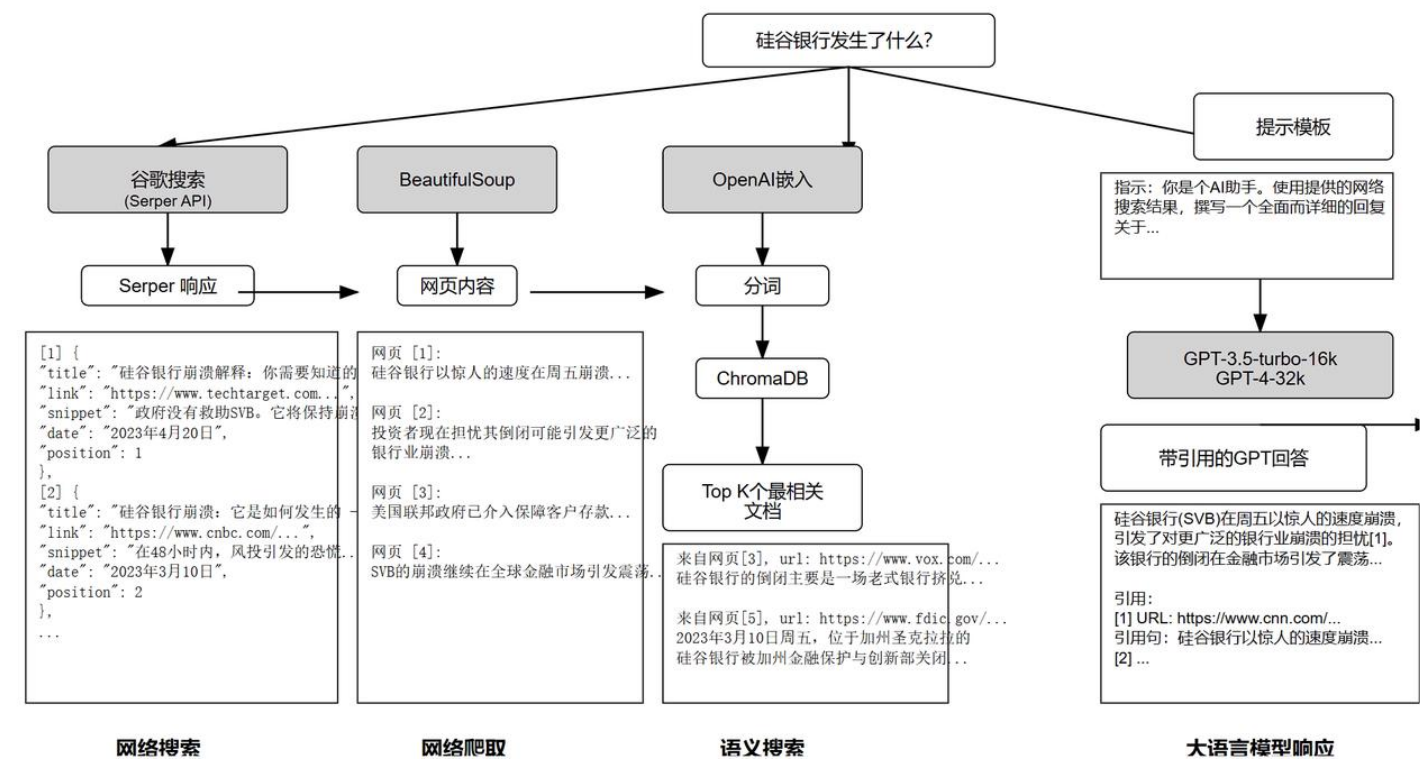 硅谷银行发生了什么?
提示模板
指示：你是个AI助手。使用提供的网络
搜索结果，撰写一个全面而详细的回复
关于...
谷歌搜索
(Serper API)
BeautifulSoup
OpenAI嵌入
Serper 响应
网页内容
分词
ChromaDB
Top K个最相关
文档
GPT-3.5-turbo-16k
GPT-4-32k
带引用的GPT回答
[1] {
"title": "硅谷银行崩溃解释：你需要知道的
"link": "https://www.techtarget.com...",
"snippet": "政府没有救助SVB。它将保持崩溃
"date": "2023年4月20日",
"position": 1
},
[2] {
"title": "硅谷银行崩溃：它是如何发生的 -
"link": "https://www.cnbc.com/...",
"snippet": "在48小时内，风投引发的恐慌...
"date": "2023年3月10日",
"position": 2
},
...
网页 [1]:
硅谷银行以惊人的速度在周五崩溃...
网页 [2]:
投资者现在担忧其倒闭可能引发更广泛的
银行业崩溃...
网页 [3]:
美国联邦政府已介入保障客户存款...
网页 [4]:
SVB的崩溃继续在全球金融市场引发震荡...
来自网页[3], url: https://www.vox.com/...
硅谷银行的倒闭主要是一场老式银行挤兑...
来自网页[5], url: https://www.fdic.gov/...
2023年3月10日周五，位于加州圣克拉拉的
硅谷银行被加州金融保护与创新部关闭...
硅谷银行(SVB)在周五以惊人的速度崩溃，
引发了对更广泛的银行业崩溃的担忧[1]。
该银行的倒闭在金融市场引发了震荡...
引用：
[1] URL: https://www.cnn.com/...
引用句：硅谷银行以惊人的速度崩溃...
[2] ...
网络搜索
网络爬取
语义搜索
大语言模型响应